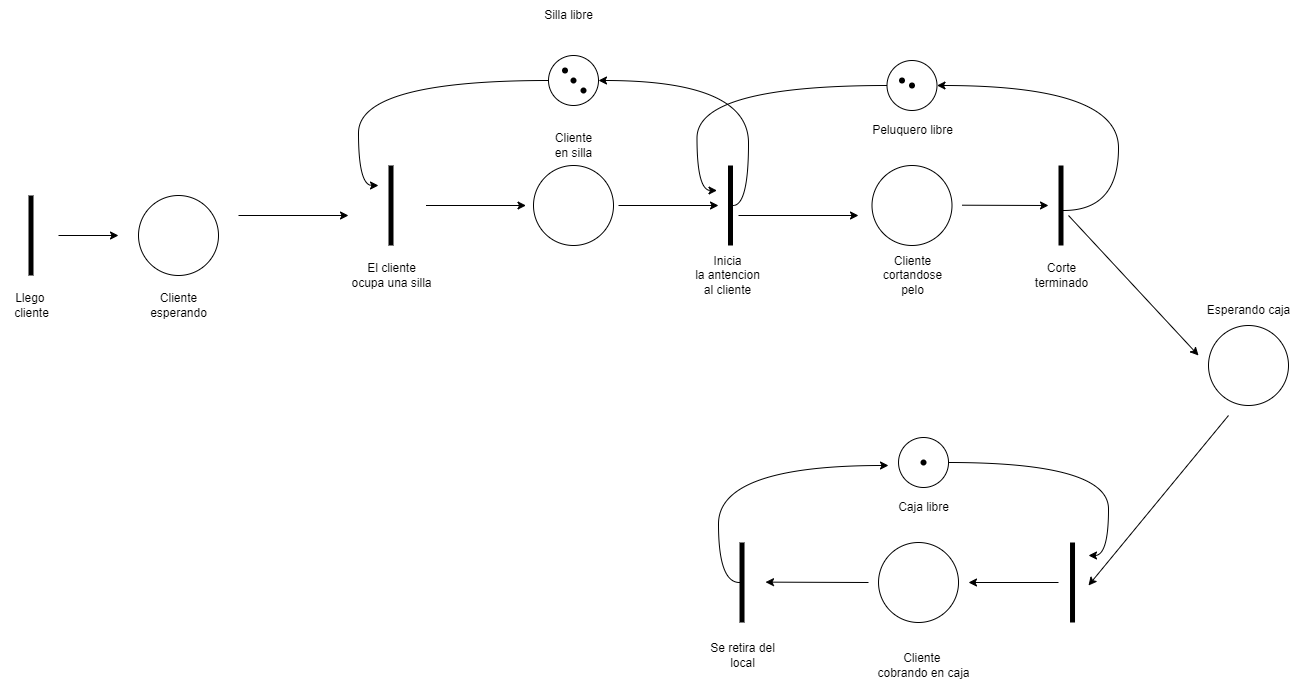 Silla libre
Cliente
en silla
Peluquero libre
Llego
cliente
Cliente
esperando
El cliente
ocupa una silla
Inicia
la antencion
al cliente
Cliente
cortandose
pelo
Corte
terminado
Esperando caja
Caja libre
Se retira del
local
Cliente
cobrando en caja